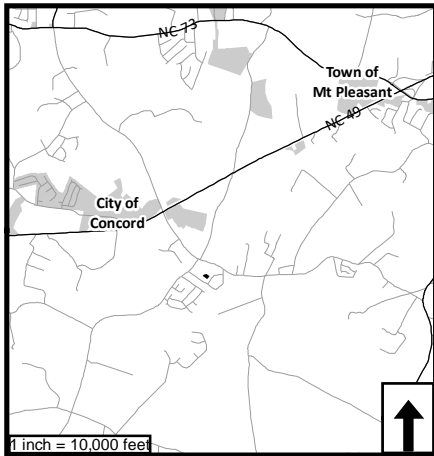 NC 73
Town of
Mt Pleasant
NC 49
City of
Concord
1 inch = 10,000 feet